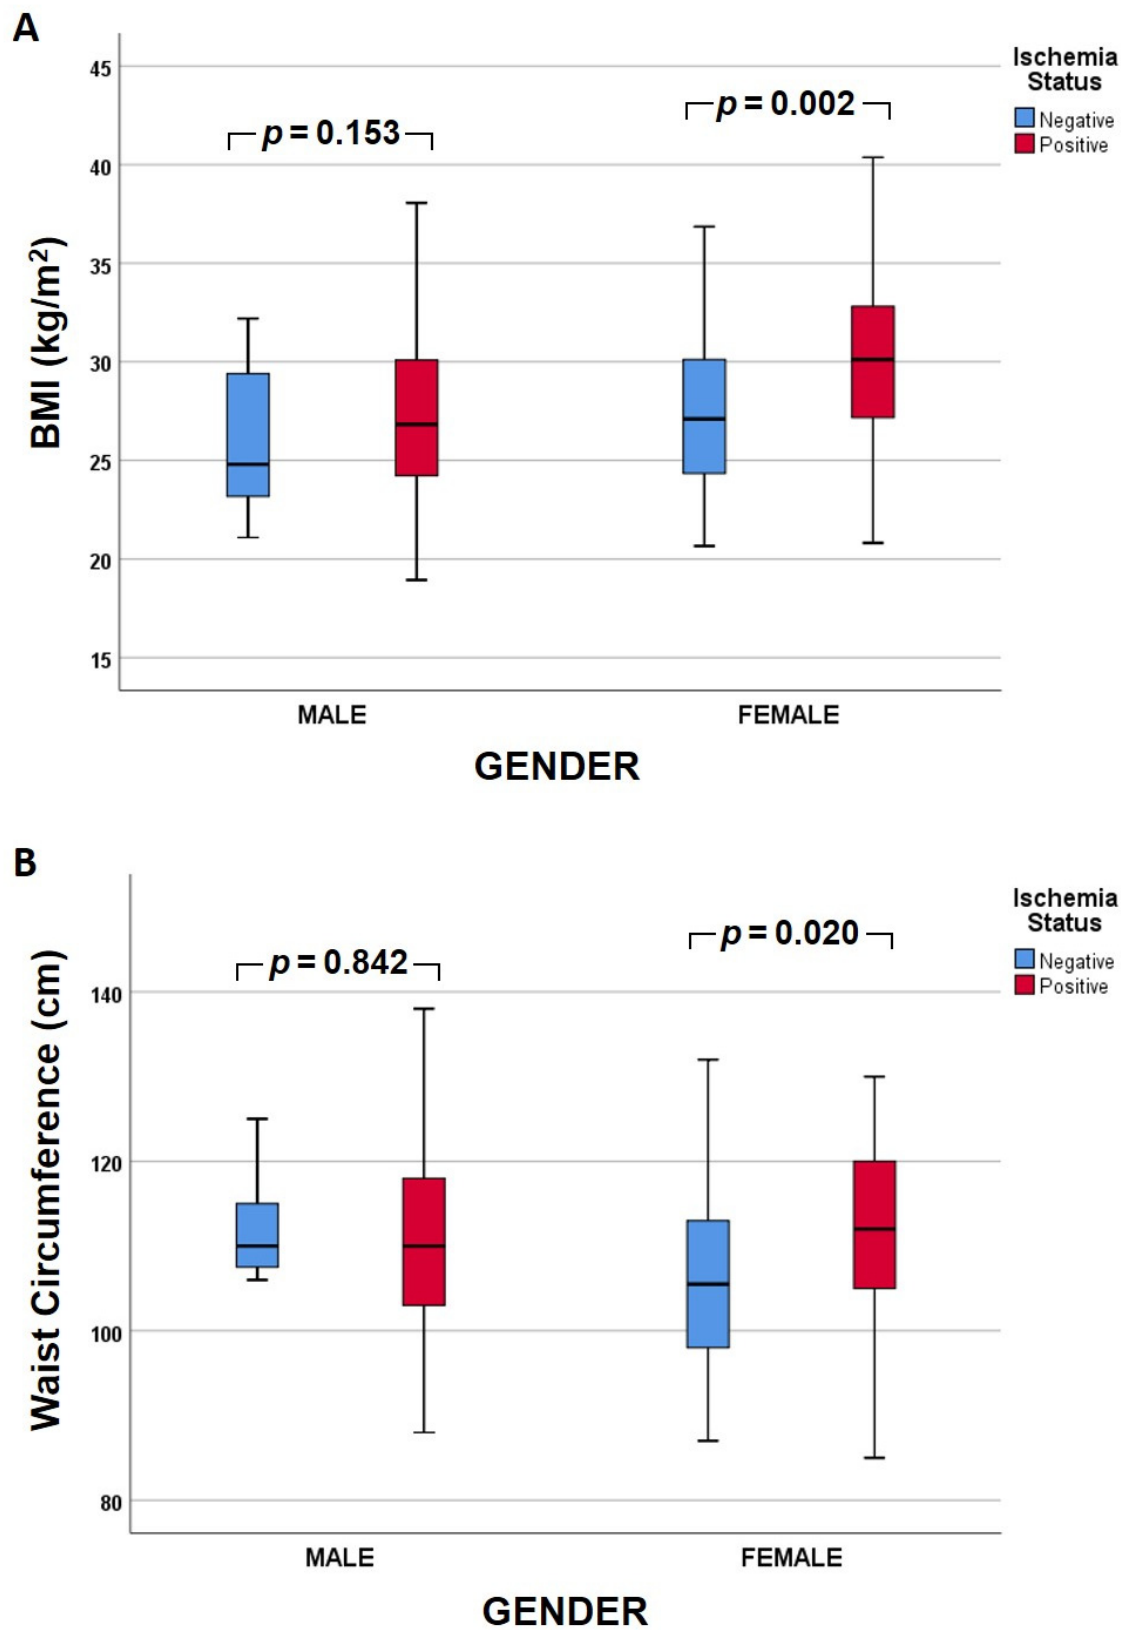 A
Ischemia
Status
Negative
Positive
p = 0.153
p = 0.002
45
40
35
30
25
20
15
BMI (kg/m²)
MALE
FEMALE
GENDER
B
Ischemia
Status
Negative
Positive
p = 0.842
p = 0.020
140
120
100
80
Waist Circumference (cm)
MALE
FEMALE
GENDER